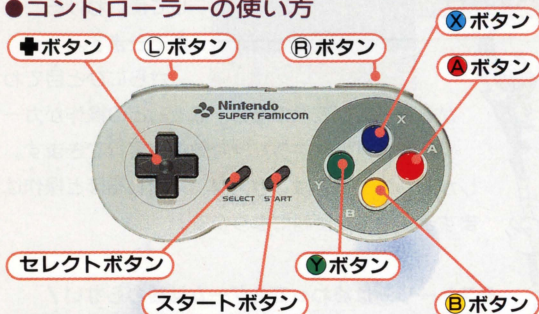 ●コントローラーの使い方
✚ボタン
Ⓛボタン
Ⓡボタン
Ⓧボタン
Ⓐボタン
Nintendo
SUPER FAMICOM
X
A
Y
B
SELECT START
セレクトボタン
スタートボタン
Ⓨボタン
Ⓑボタン